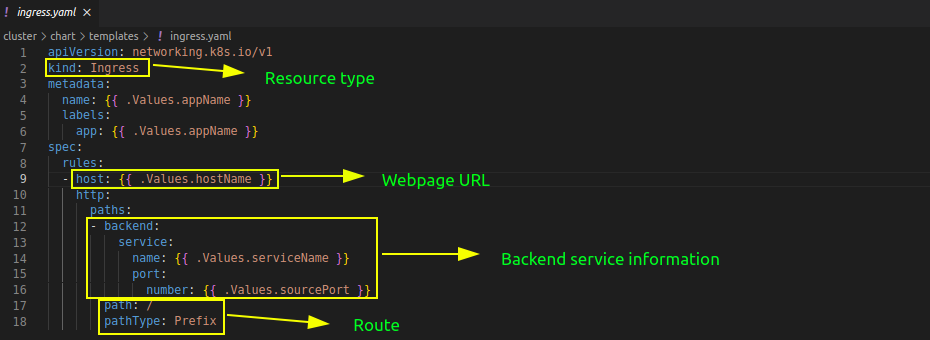 ! ingress.yaml ×
cluster > chart > templates > ! ingress.yaml
1 apiVersion: networking.k8s.io/v1
2 kind: Ingress
Resource type
3 metadata:
4 name: {{ .Values.appName }}
5 labels:
6 app: {{ .Values.appName }}
7 spec:
8 rules:
9 - host: {{ .Values.hostName }}
Webpage URL
10 http:
11 paths:
12 - backend:
13 service:
14 name: {{ .Values.serviceName }}
Backend service information
15 port:
16 number: {{ .Values.sourcePort }}
17 path: /
18 pathType: Prefix
Route